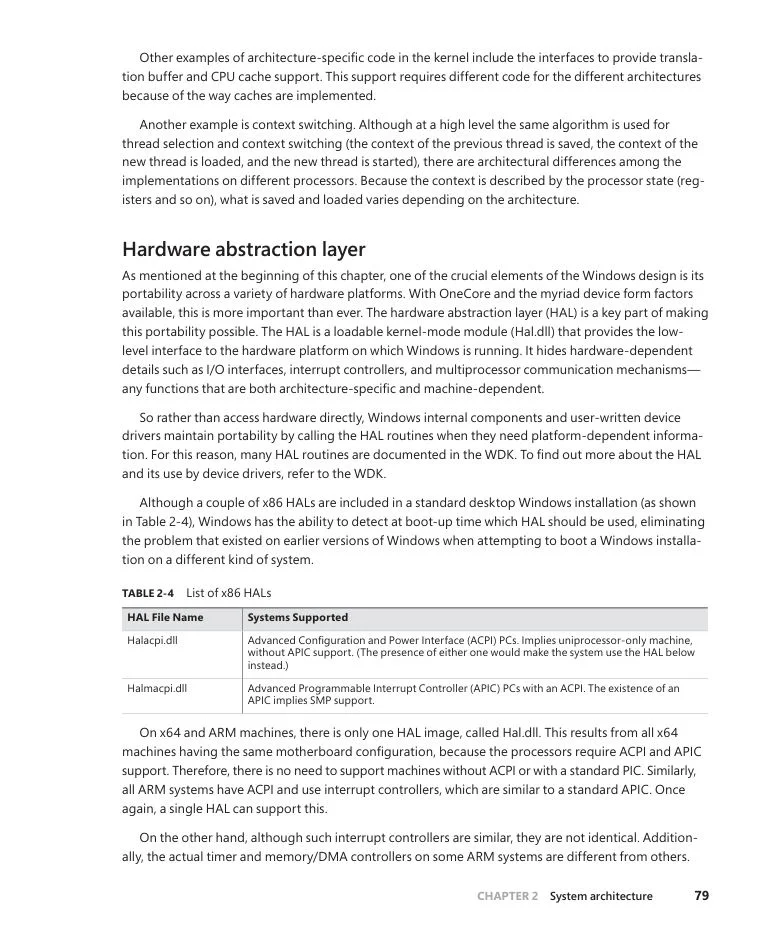 Other examples of architecture-specific code in the kernel include the interfaces to provide transla-
tion buffer and CPU cache support. This support requires different code for the different architectures
because of the way caches are implemented.
Another example is context switching. Although at a high level the same algorithm is used for
thread selection and context switching (the context of the previous thread is saved, the context of the
new thread is loaded, and the new thread is started), there are architectural differences among the
implementations on different processors. Because the context is described by the processor state (reg-
isters and so on), what is saved and loaded varies depending on the architecture.
Hardware abstraction layer
As mentioned at the beginning of this chapter, one of the crucial elements of the Windows design is its
portability across a variety of hardware platforms. With OneCore and the myriad device form factors
available, this is more important than ever. The hardware abstraction layer (HAL) is a key part of making
this portability possible. The HAL is a loadable kernel-mode module (Hal.dll) that provides the low-
level interface to the hardware platform on which Windows is running. It hides hardware-dependent
details such as I/O interfaces, interrupt controllers, and multiprocessor communication mechanisms—
any functions that are both architecture-specific and machine-dependent.
So rather than access hardware directly, Windows internal components and user-written device
drivers maintain portability by calling the HAL routines when they need platform-dependent informa-
tion. For this reason, many HAL routines are documented in the WDK. To find out more about the HAL
and its use by device drivers, refer to the WDK.
Although a couple of x86 HALs are included in a standard desktop Windows installation (as shown
in Table 2-4), Windows has the ability to detect at boot-up time which HAL should be used, eliminating
the problem that existed on earlier versions of Windows when attempting to boot a Windows installa-
tion on a different kind of system.
TABLE 2-4 List of x86 HALs
HAL File Name Systems Supported
Halacpi.dll Advanced Configuration and Power Interface (ACPI) PCs. Implies uniprocessor-only machine,
without APIC support. (The presence of either one would make the system use the HAL below
instead.)
Halmacpi.dll Advanced Programmable Interrupt Controller (APIC) PCs with an ACPI. The existence of an
APIC implies SMP support.
On x64 and ARM machines, there is only one HAL image, called Hal.dll. This results from all x64
machines having the same motherboard configuration, because the processors require ACPI and APIC
support. Therefore, there is no need to support machines without ACPI or with a standard PIC. Similarly,
all ARM systems have ACPI and use interrupt controllers, which are similar to a standard APIC. Once
again, a single HAL can support this.
On the other hand, although such interrupt controllers are similar, they are not identical. Addition-
ally, the actual timer and memory/DMA controllers on some ARM systems are different from others.
CHAPTER 2 System architecture 79